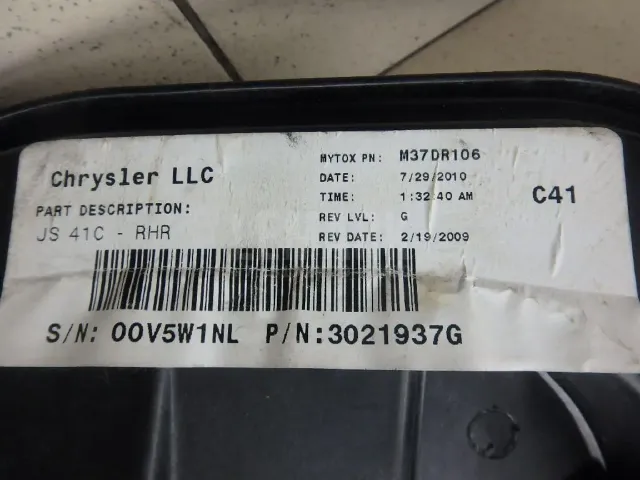 Chrysler LLC
PART DESCRIPTION:
JS 41C - RHR
MYTOX PN: M37DR106
DATE: 7/29/2010
TIME: 1:32:40 AM
REV LVL: G
REV DATE: 2/19/2009
C41
S/N: 00V5W1NL P/N:3021937G